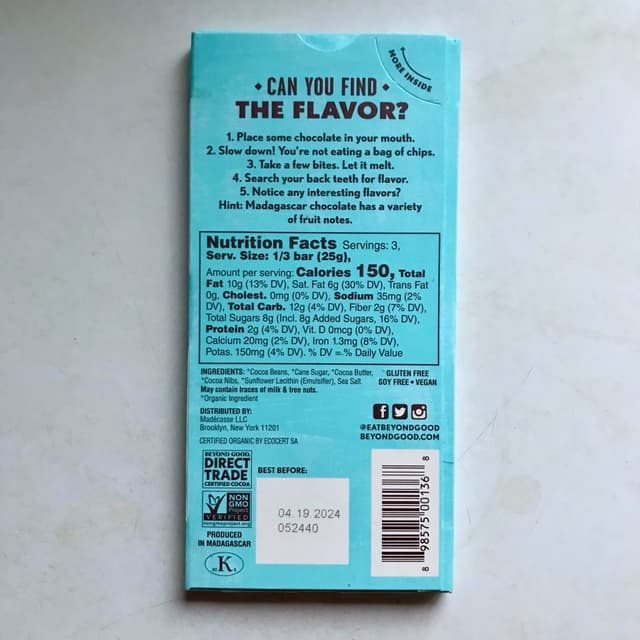 MORE INSIDE
CAN YOU FIND
THE FLAVOR?
1. Place some chocolate in your mouth.
2. Slow down! You're not eating a bag of chips.
3. Take a few bites. Let it melt.
4. Search your back teeth for flavor.
5. Notice any interesting flavors?
Hint: Madagascar chocolate has a variety
of fruit notes.
Nutrition Facts Servings: 3,
Serv. Size: 1/3 bar (25g),
Amount per serving: Calories 150, Total
Fat 10g (13% DV), Sat. Fat 6g (30% DV), Trans Fat
0g, Cholest. 0mg (0% DV), Sodium 35mg (2%
DV), Total Carb. 12g (4% DV), Fiber 2g (7% DV),
Total Sugars 8g (Incl. 8g Added Sugars, 16% DV),
Protein 2g (4% DV), Vit. D 0mcg (0% DV),
Calcium 20mg (2% DV), Iron 1.3mg (8% DV),
Potas. 150mg (4% DV). % DV = % Daily Value
INGREDIENTS: *Cocoa Beans, *Cane Sugar, *Cocoa Butter,
*Cocoa Nibs, *Sunflower Lecithin (Emulsifier), Sea Salt
May contain traces of milk & tree nuts.
*Organic Ingredient
GLUTEN FREE
SOY FREE • VEGAN
DISTRIBUTED BY:
Madécasse LLC
Brooklyn, New York 11201
@EATBEYONDGOOD
BEYONDGOOD.COM
CERTIFIED ORGANIC BY ECOCERT SA
BEYOND GOOD
DIRECT
TRADE
CERTIFIED COCOA
NON
GMO
Project
VERIFIED
nongmoproject.org
PRODUCED
IN MADAGASCAR
K
BEST BEFORE:
04.19.2024
052440
8 98575 00136 8